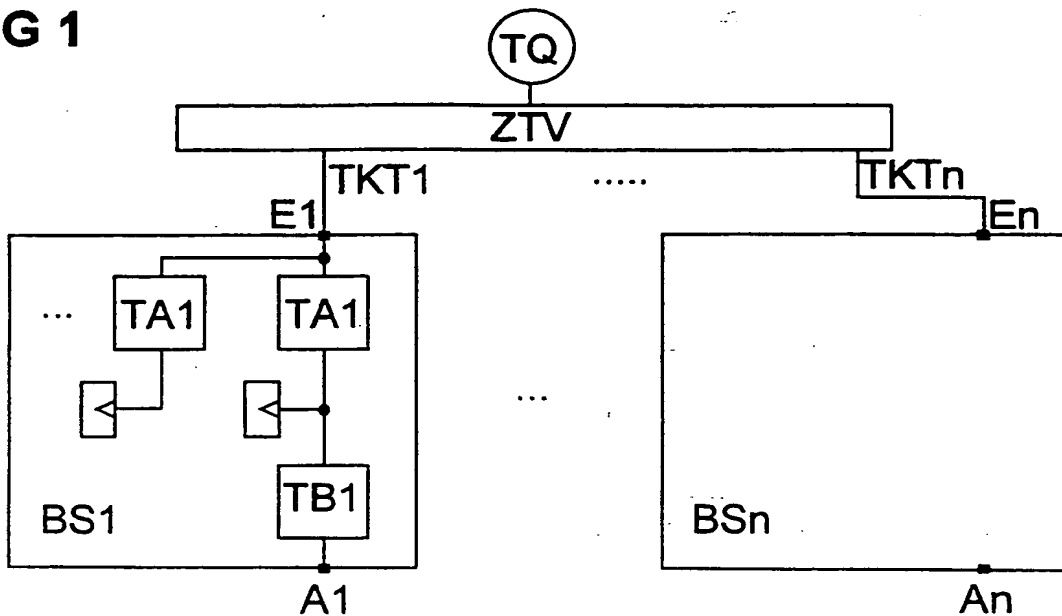 G 1
TQ
ZTV
TKT1 ..... TKTn
E1 En
... TA1 TA1
...
TB1
BS1 BSn
A1 An